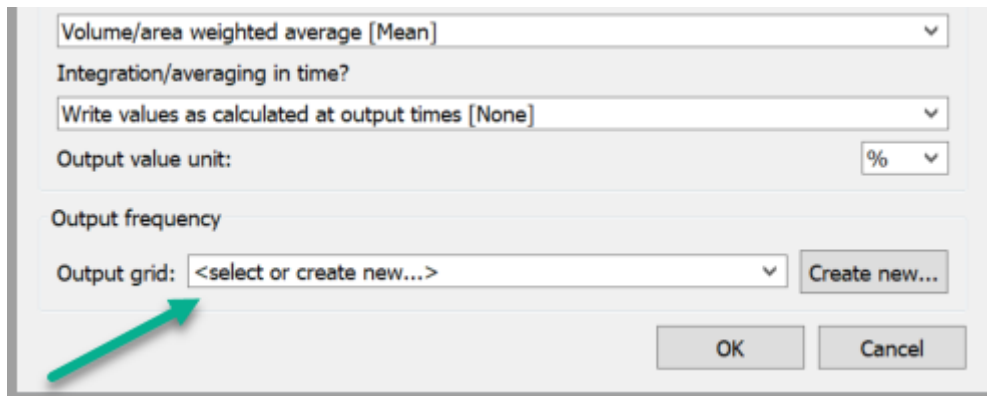 Volume/area weighted average [Mean]
Integration/averaging in time?
Write values as calculated at output times [None]
Output value unit: %
Output frequency
Output grid: <select or create new...> Create new...
OK Cancel